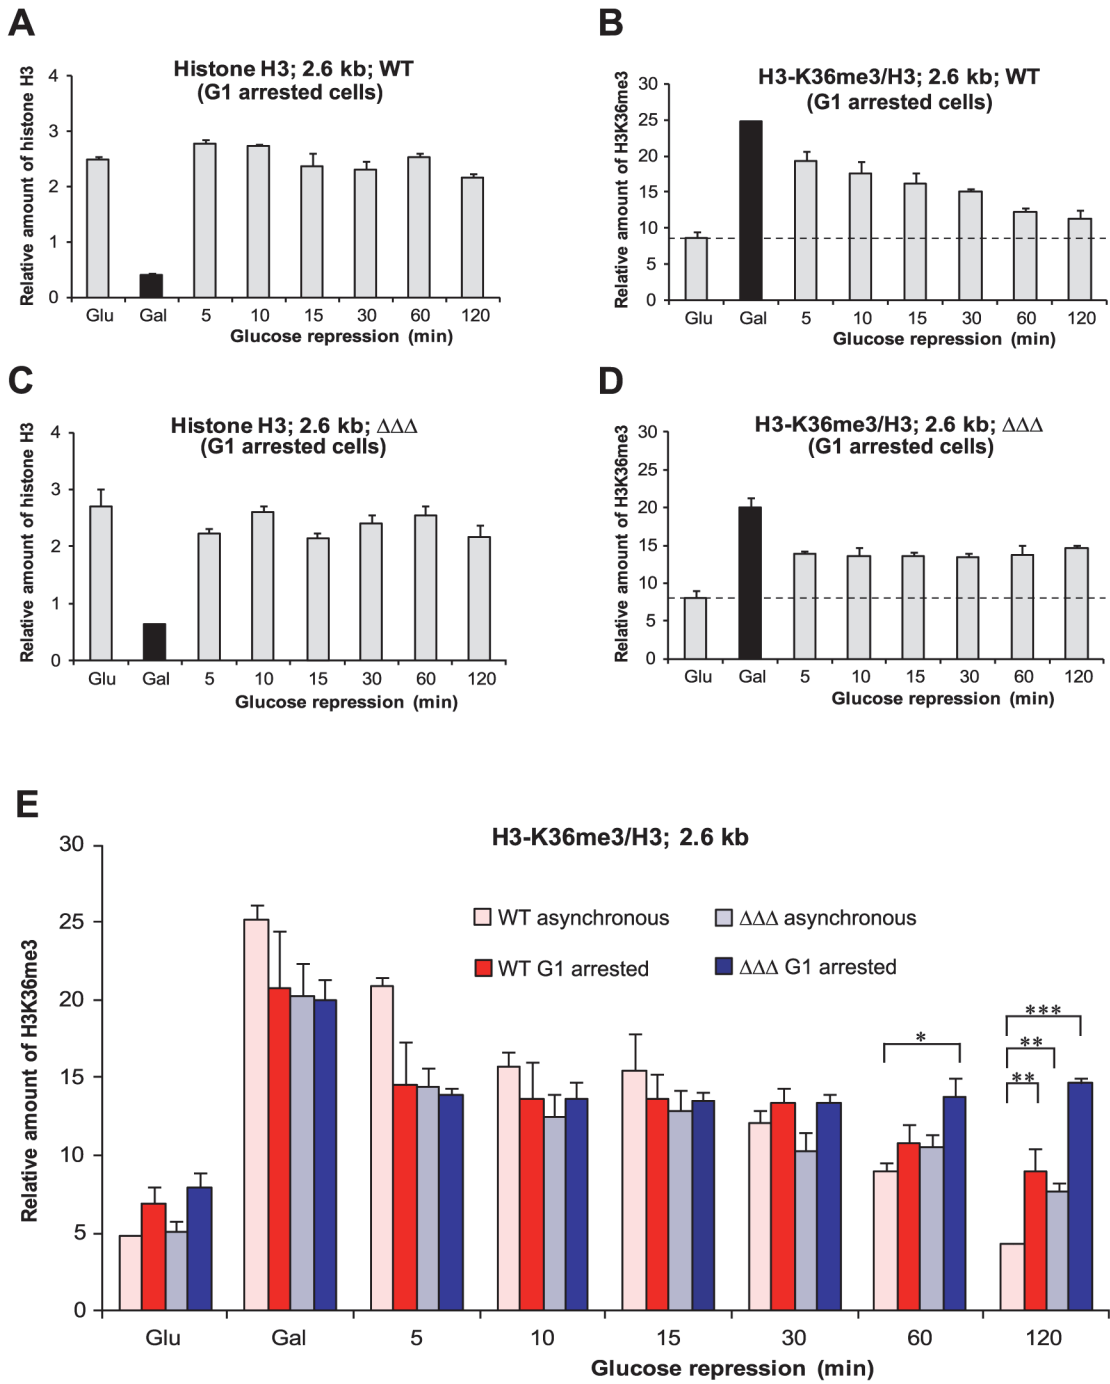 A
Histone H3; 2.6 kb; WT
(G1 arrested cells)
Relative amount of histone H3
4
3
2
1
0
Glu Gal 5 10 15 30 60 120
Glucose repression (min)
B
H3-K36me3/H3; 2.6 kb; WT
(G1 arrested cells)
Relative amount of H3K36me3
30
25
20
15
10
5
0
Glu Gal 5 10 15 30 60 120
Glucose repression (min)
C
Histone H3; 2.6 kb; ΔΔΔ
(G1 arrested cells)
Relative amount of histone H3
4
3
2
1
0
Glu Gal 5 10 15 30 60 120
Glucose repression (min)
D
H3-K36me3/H3; 2.6 kb; ΔΔΔ
(G1 arrested cells)
Relative amount of H3K36me3
30
25
20
15
10
5
0
Glu Gal 5 10 15 30 60 120
Glucose repression (min)
E
H3-K36me3/H3; 2.6 kb
Relative amount of H3K36me3
30
25
20
15
10
5
0
WT asynchronous
ΔΔΔ asynchronous
WT G1 arrested
ΔΔΔ G1 arrested
*
***
**
**
Glu Gal 5 10 15 30 60 120
Glucose repression (min)